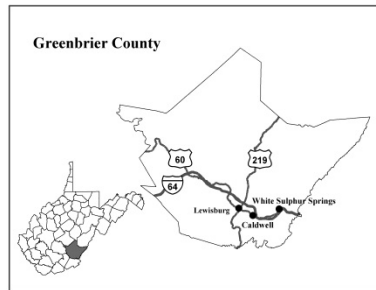 Greenbrier County
60
219
64
White Sulphur Springs
Lewisburg
Caldwell